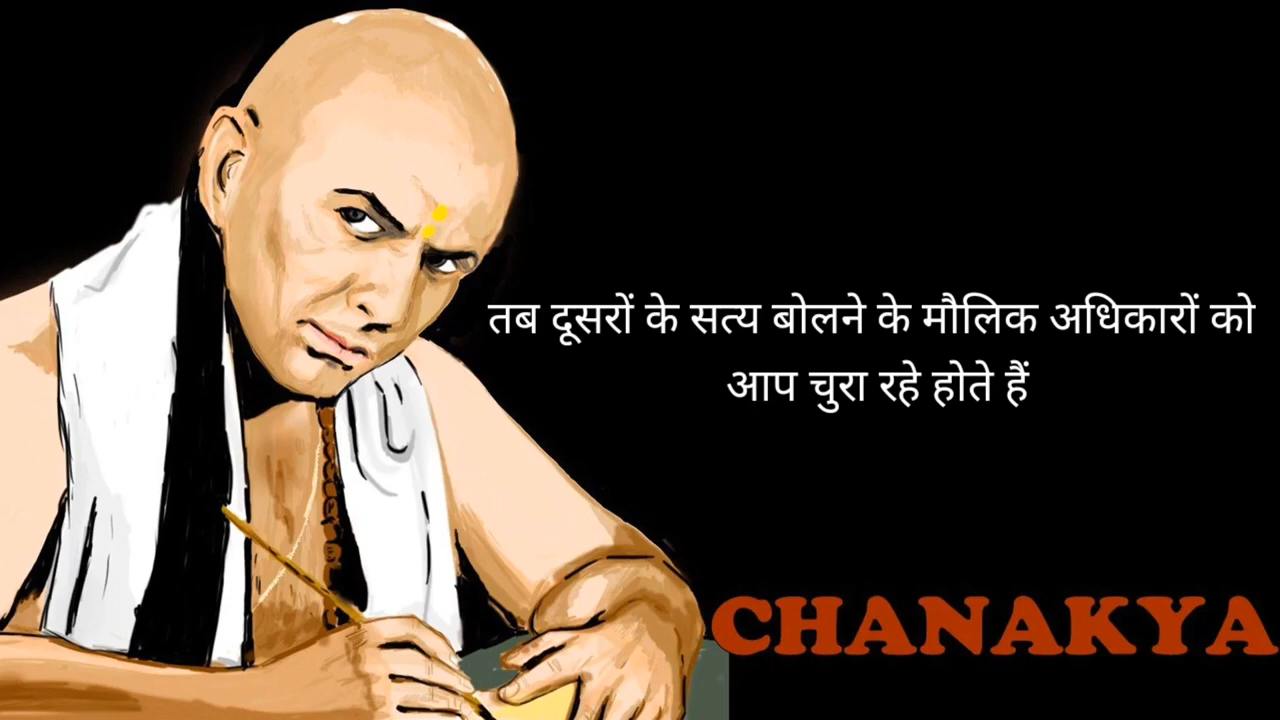 तब दूसरों के सत्य बोलने के मौलिक अधिकारों को
आप चुरा रहे होते हैं
CHANAKYA